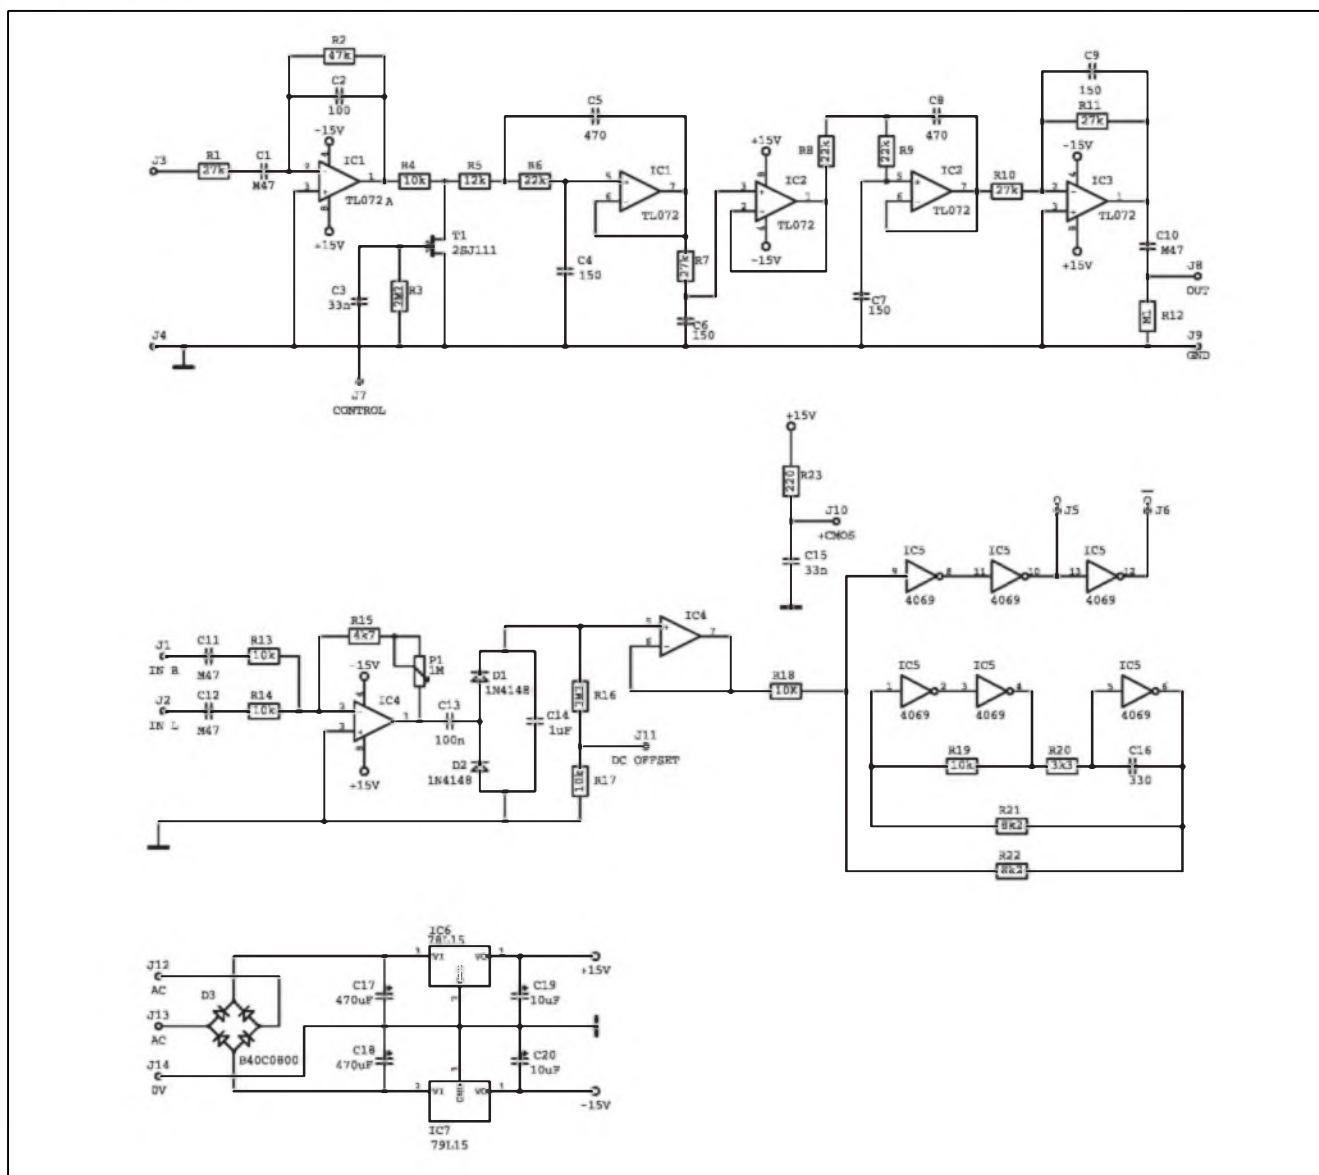 R2
47k
C2
100
-15V
IC1
TL072 A
+15V
J3
R1
27k
C1
M47
R4
10k
R5
12k
R6
22k
C5
470
IC1
TL072
T1
2SJ111
C3
33n
R3
2M2
C4
150
R7
27k
C6
150
+15V
IC2
TL072
-15V
R8
22k
R9
22k
C8
470
IC2
TL072
C7
150
R10
27k
C9
150
R11
27k
-15V
IC3
TL072
+15V
C10
M47
J8
OUT
R12
M1
J4
J9
GND
J7
CONTROL
+15V
R23
220
J10
+CMOS
C15
33n
J5
J6
IC5
4069
IC5
4069
IC5
4069
J1
IN R
C11
M47
R13
10k
J2
IN L
C12
M47
R14
10k
R15
4k7
P1
1M
-15V
IC4
+15V
C13
100n
D1
1N4148
D2
1N4148
C14
1uF
R16
J11
DC OFFSET
R17
10k
IC4
R18
10K
IC5
4069
IC5
4069
IC5
4069
R19
10k
R20
3k3
C16
330
R21
8k2
R22
8k2
J12
AC
J13
AC
J14
0V
D3
B40C0800
C17
470uF
C18
470uF
IC6
78L15
VI
VO
C19
10uF
+15V
C20
10uF
-15V
VI
VO
IC7
79L15